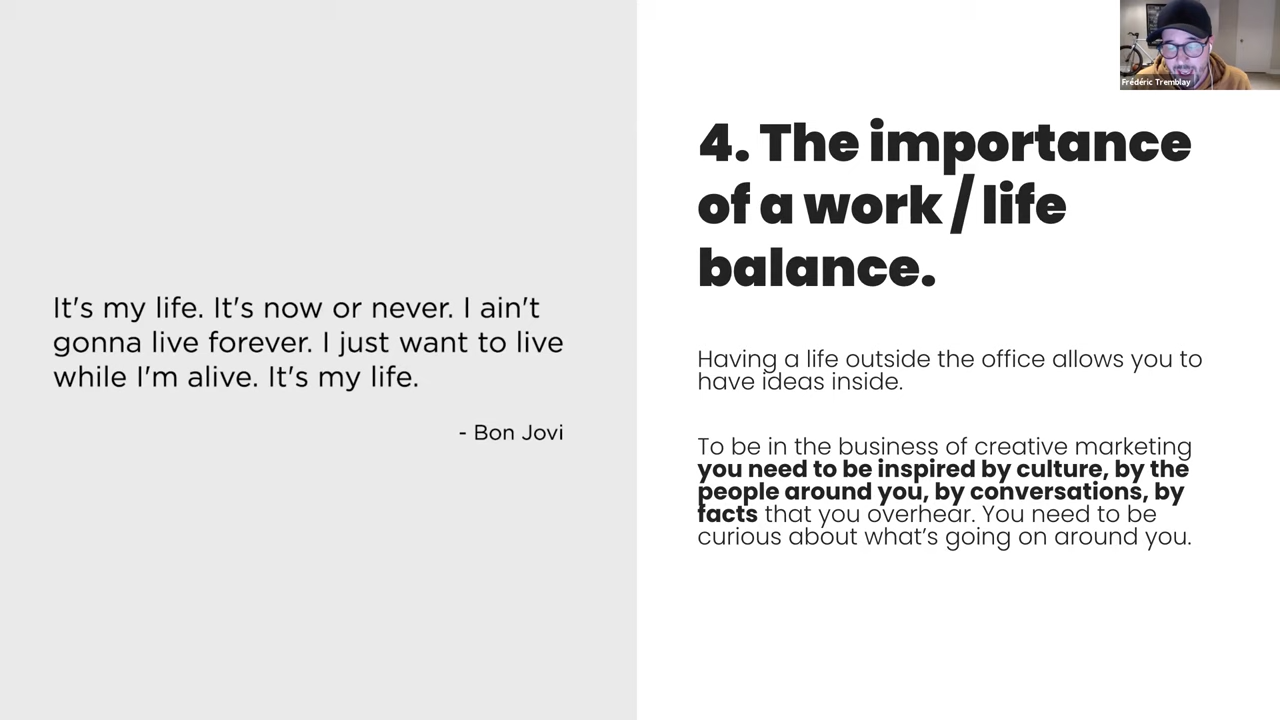 It's my life. It's now or never. I ain't
gonna live forever. I just want to live
while I'm alive. It's my life.
- Bon Jovi
Frédéric Tremblay
4. The importance
of a work / life
balance.
Having a life outside the office allows you to
have ideas inside.
To be in the business of creative marketing
you need to be inspired by culture, by the
people around you, by conversations, by
facts that you overhear. You need to be
curious about what’s going on around you.